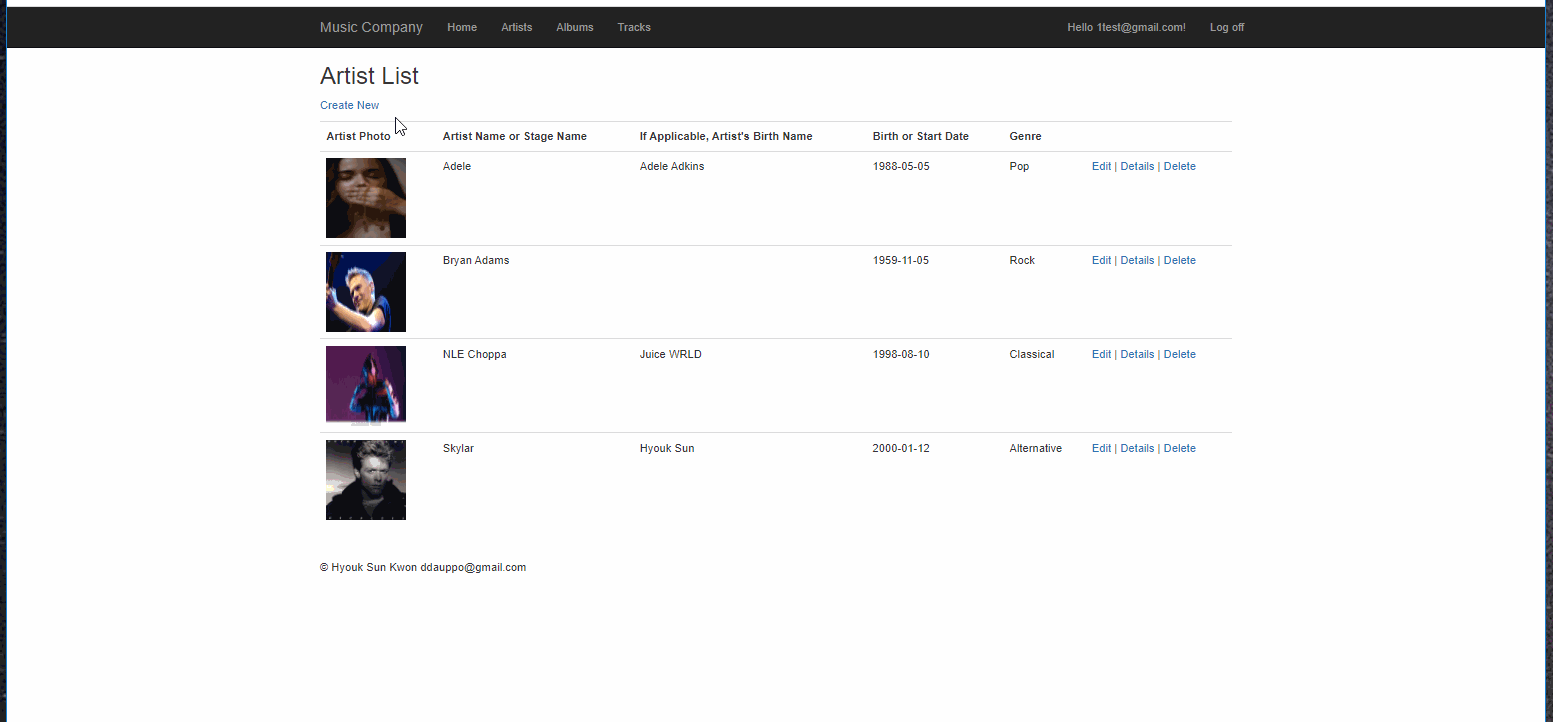 Music Company Home Artists Albums Tracks Hello 1test@gmail.com! Log off
Artist List
Create New
Artist Photo Artist Name or Stage Name If Applicable, Artist's Birth Name Birth or Start Date Genre
Adele Adele Adkins 1988-05-05 Pop Edit | Details | Delete
Bryan Adams 1959-11-05 Rock Edit | Details | Delete
NLE Choppa Juice WRLD 1998-08-10 Classical Edit | Details | Delete
Skylar Hyouk Sun 2000-01-12 Alternative Edit | Details | Delete
© Hyouk Sun Kwon ddauppo@gmail.com